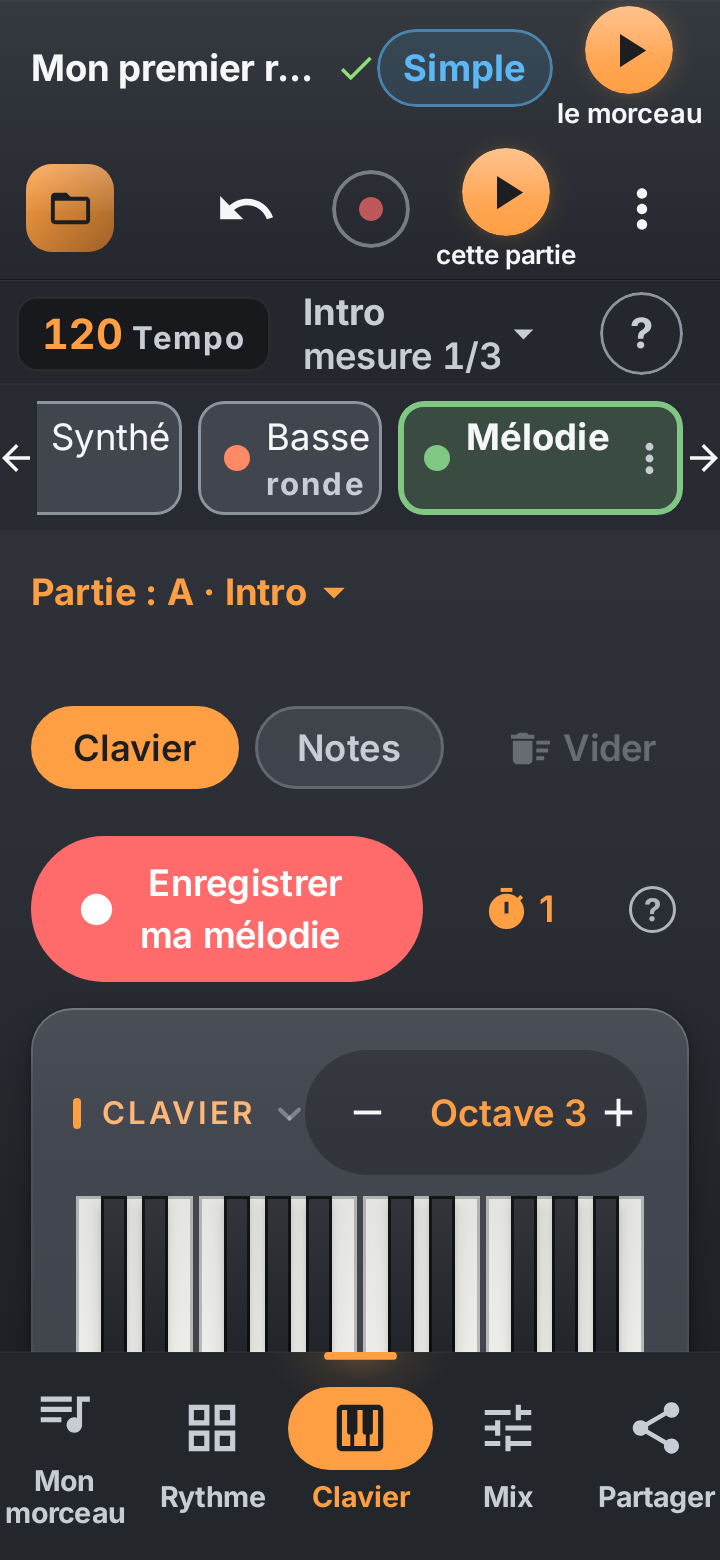 Mon premier r...
Simple
le morceau
cette partie
120 Tempo
Intro
mesure 1/3
?
Synthé
Basse
ronde
Mélodie
Partie : A · Intro
Clavier
Notes
Vider
Enregistrer
ma mélodie
1
?
CLAVIER
Octave 3
Mon
morceau
Rythme
Clavier
Mix
Partager